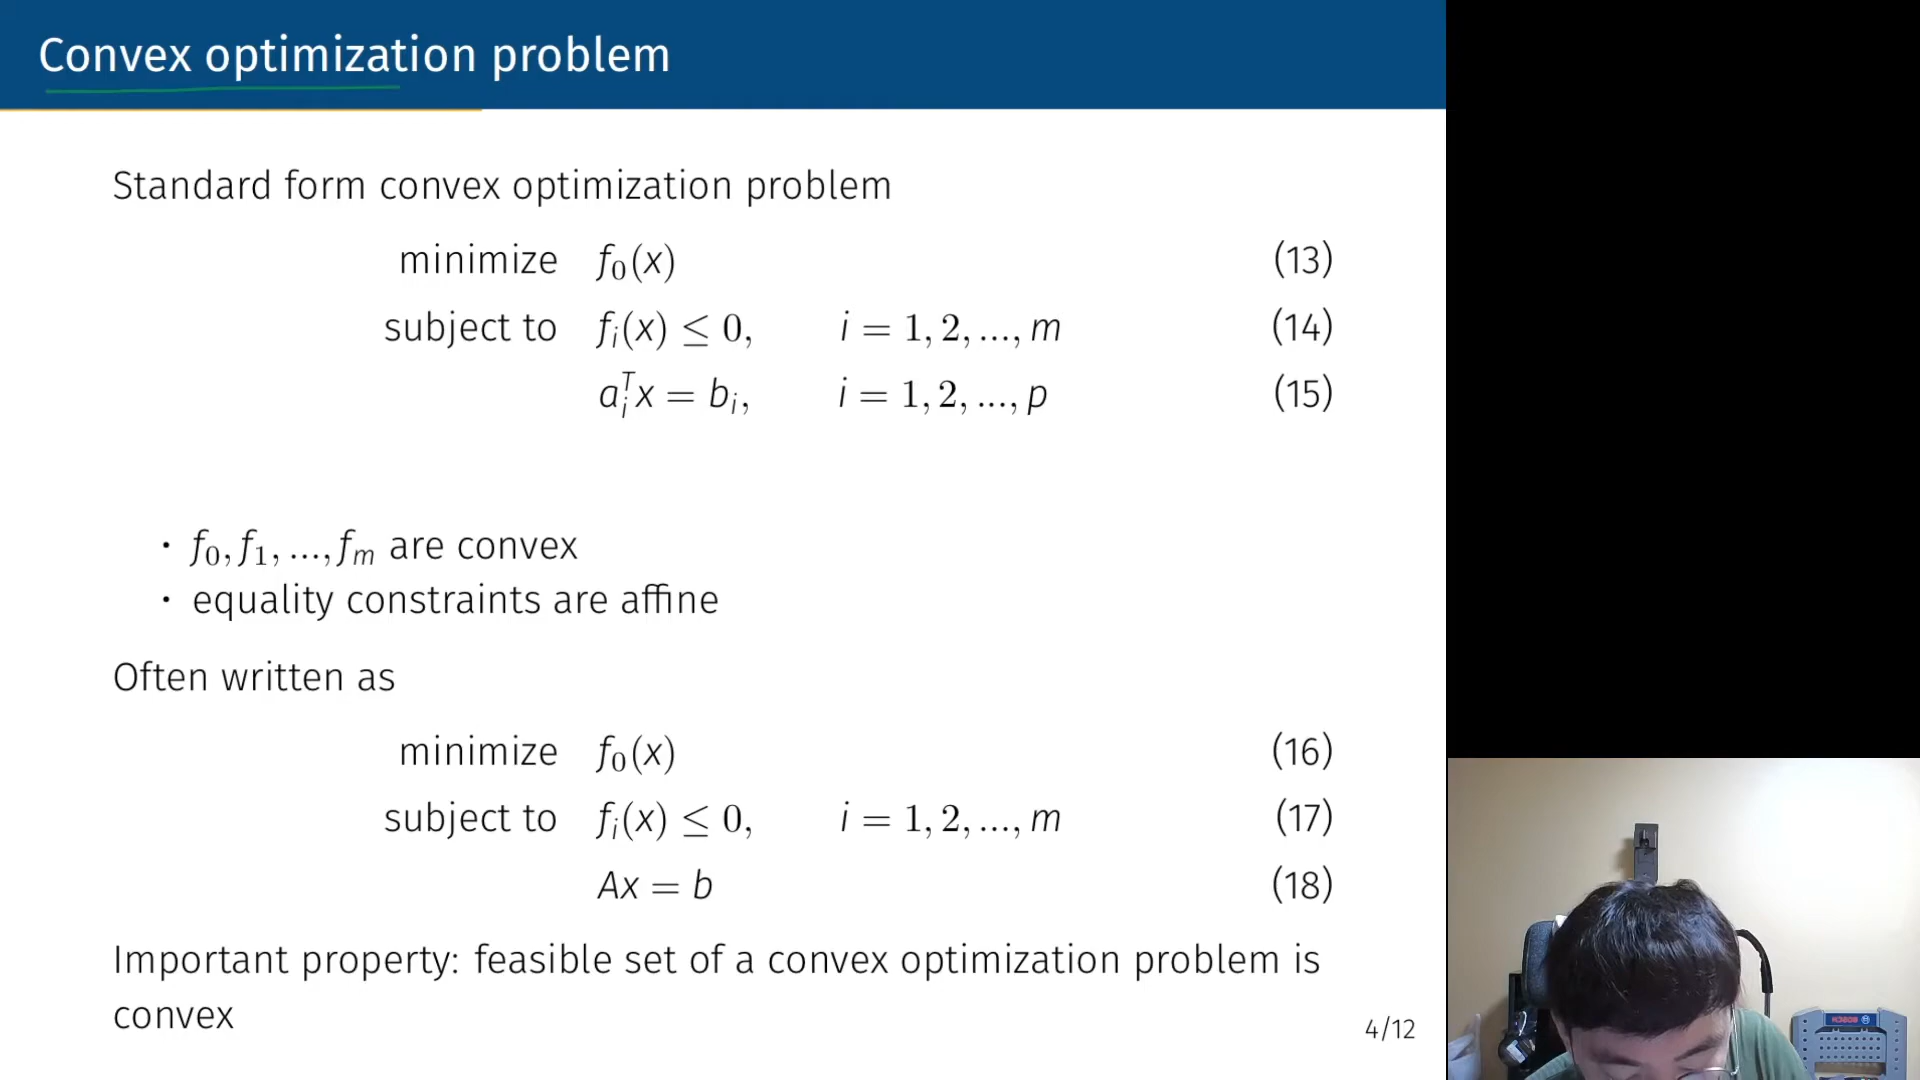 Convex optimization problem
Standard form convex optimization problem
minimize f₀(x) (13)
subject to fᵢ(x) ≤ 0, i = 1, 2, ..., m (14)
aᵢᵀx = bᵢ, i = 1, 2, ..., p (15)
· f₀, f₁, ..., fₘ are convex
· equality constraints are affine
Often written as
minimize f₀(x) (16)
subject to fᵢ(x) ≤ 0, i = 1, 2, ..., m (17)
Ax = b (18)
Important property: feasible set of a convex optimization problem is
convex
4/12
BOSCH